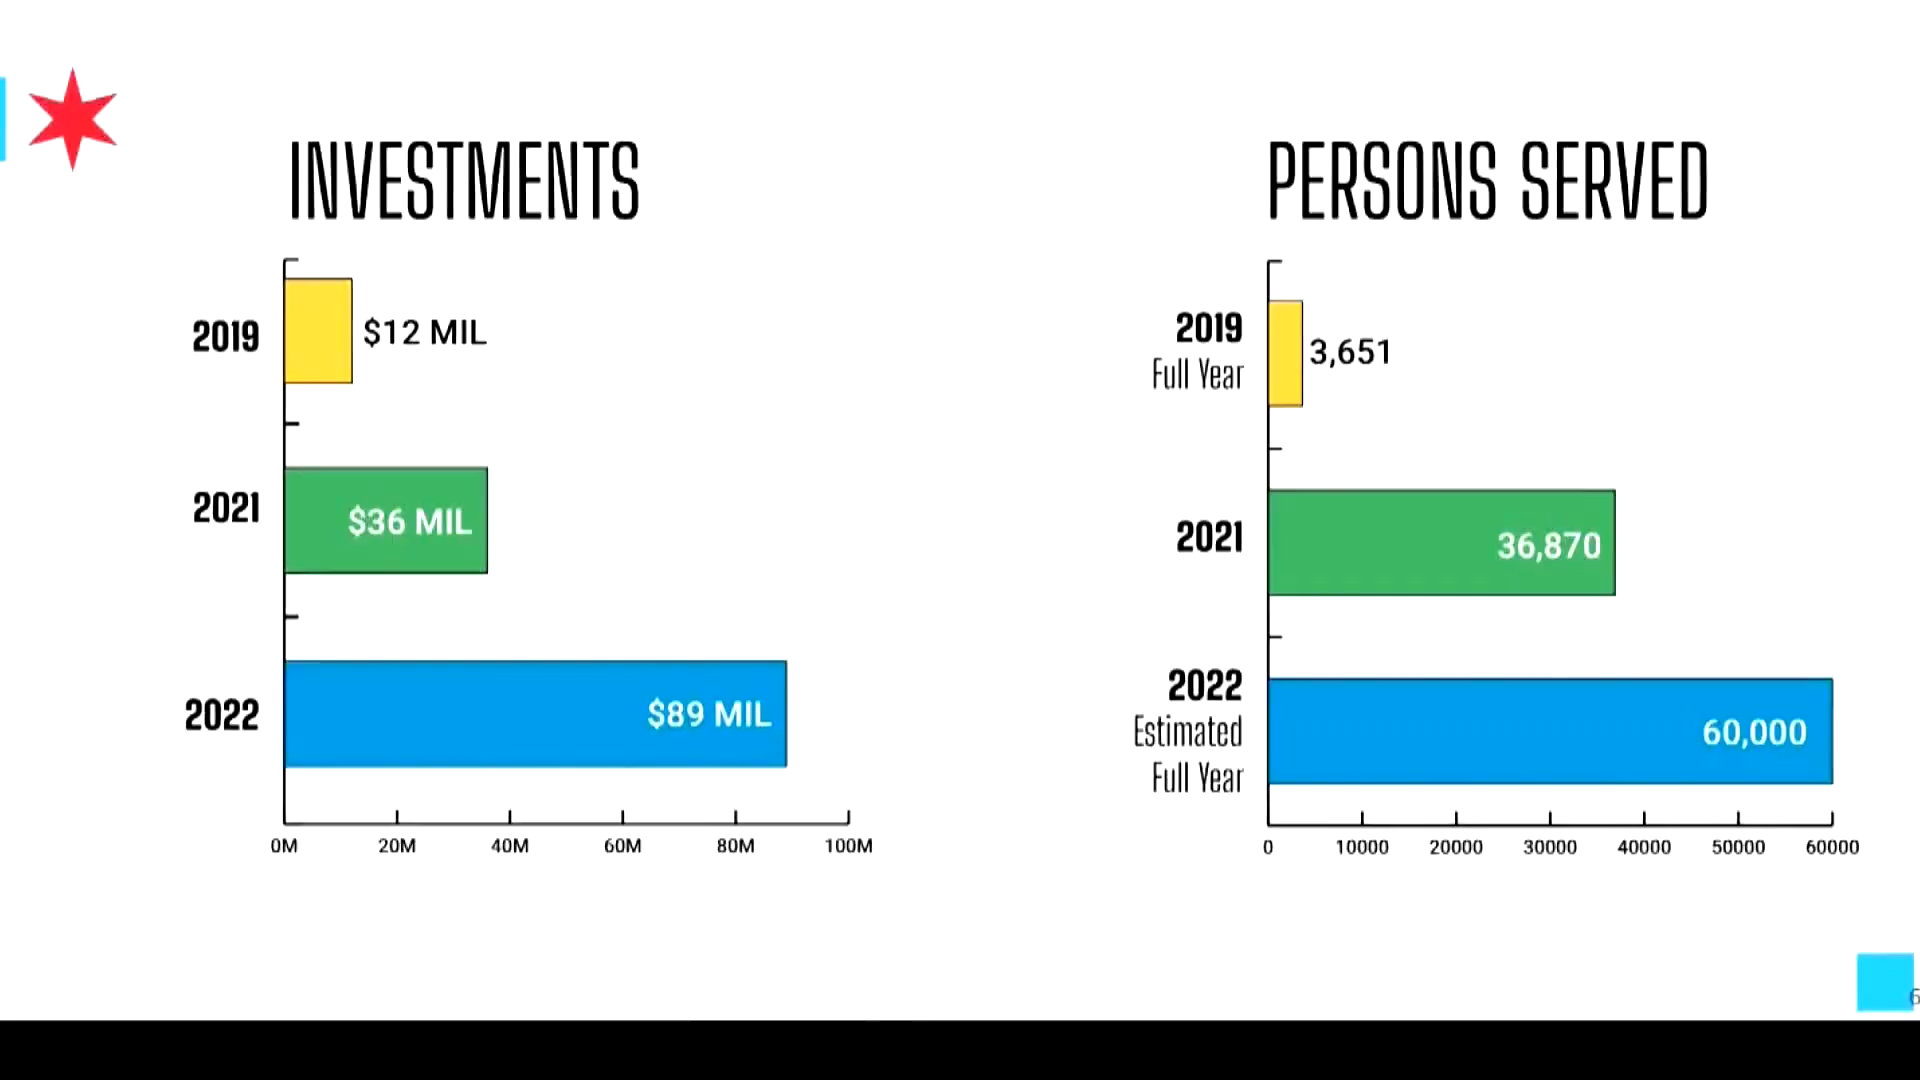 INVESTMENTS
2019
$12 MIL
2021
$36 MIL
2022
$89 MIL
0M 20M 40M 60M 80M 100M
PERSONS SERVED
2019
Full Year
3,651
2021
36,870
2022
Estimated
Full Year
60,000
0 10000 20000 30000 40000 50000 60000
6